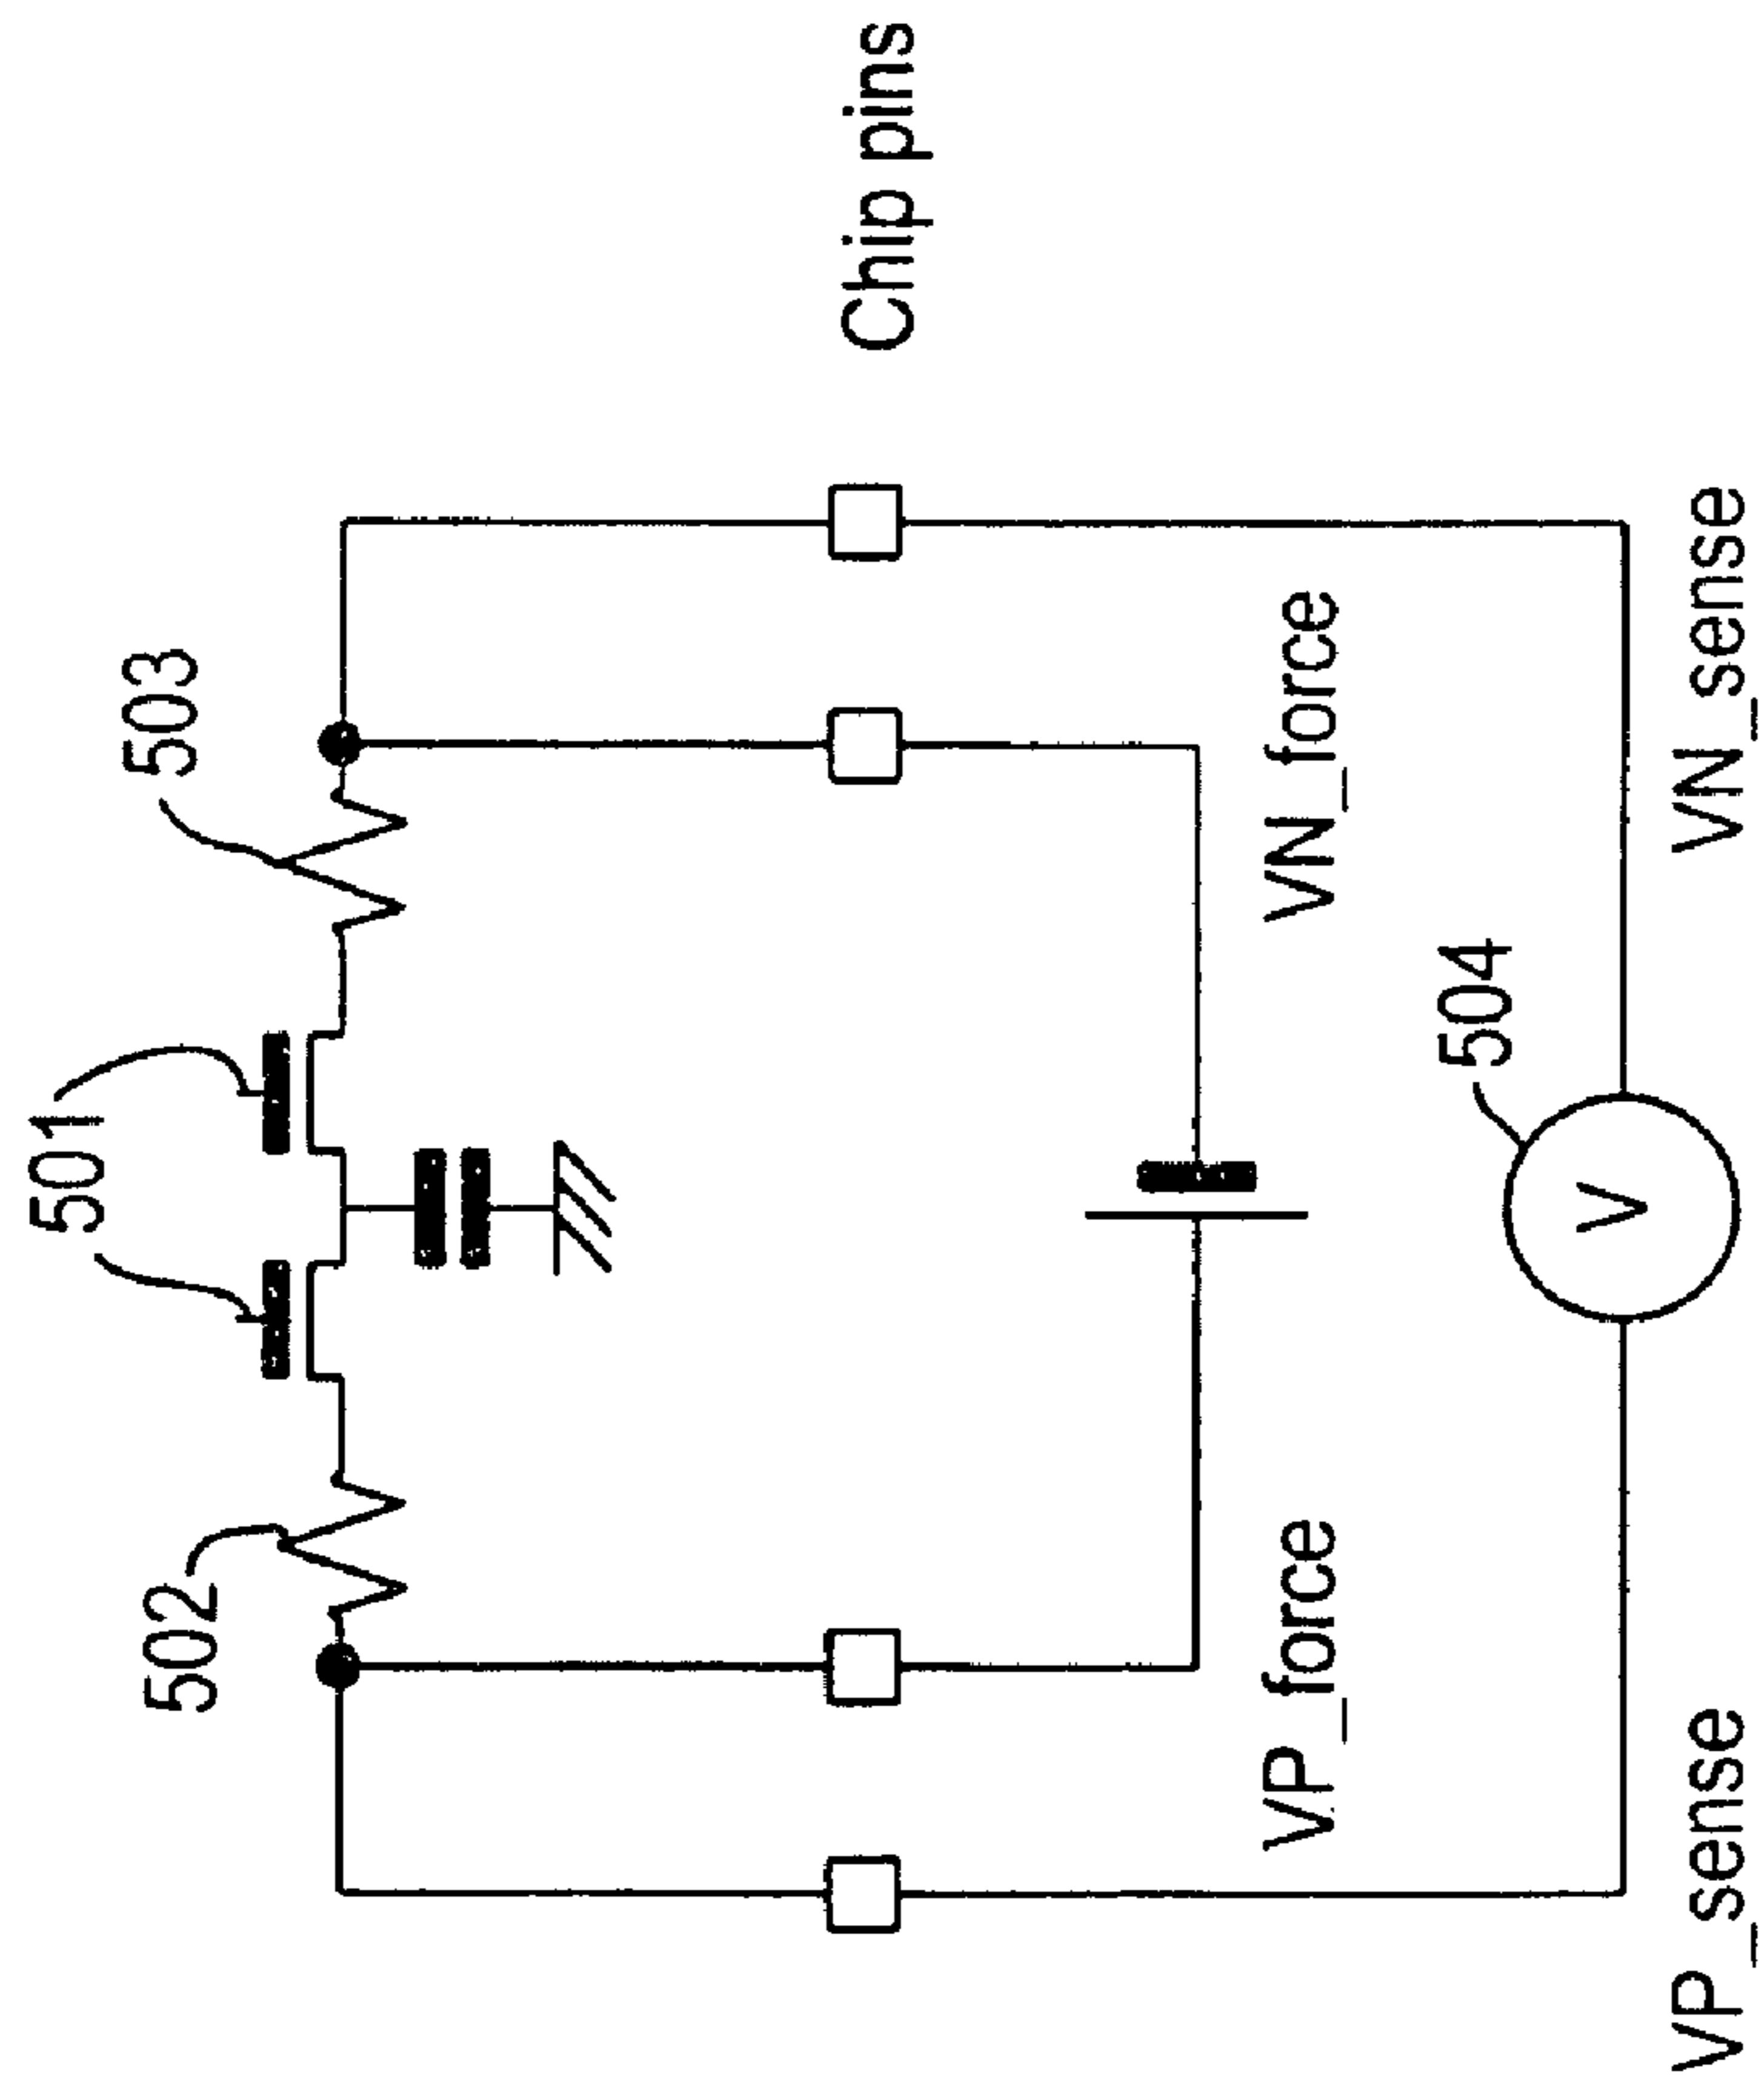 501
502
503
Chip pins
VP_force
VN_force
504
V
VP_sense
VN_sense